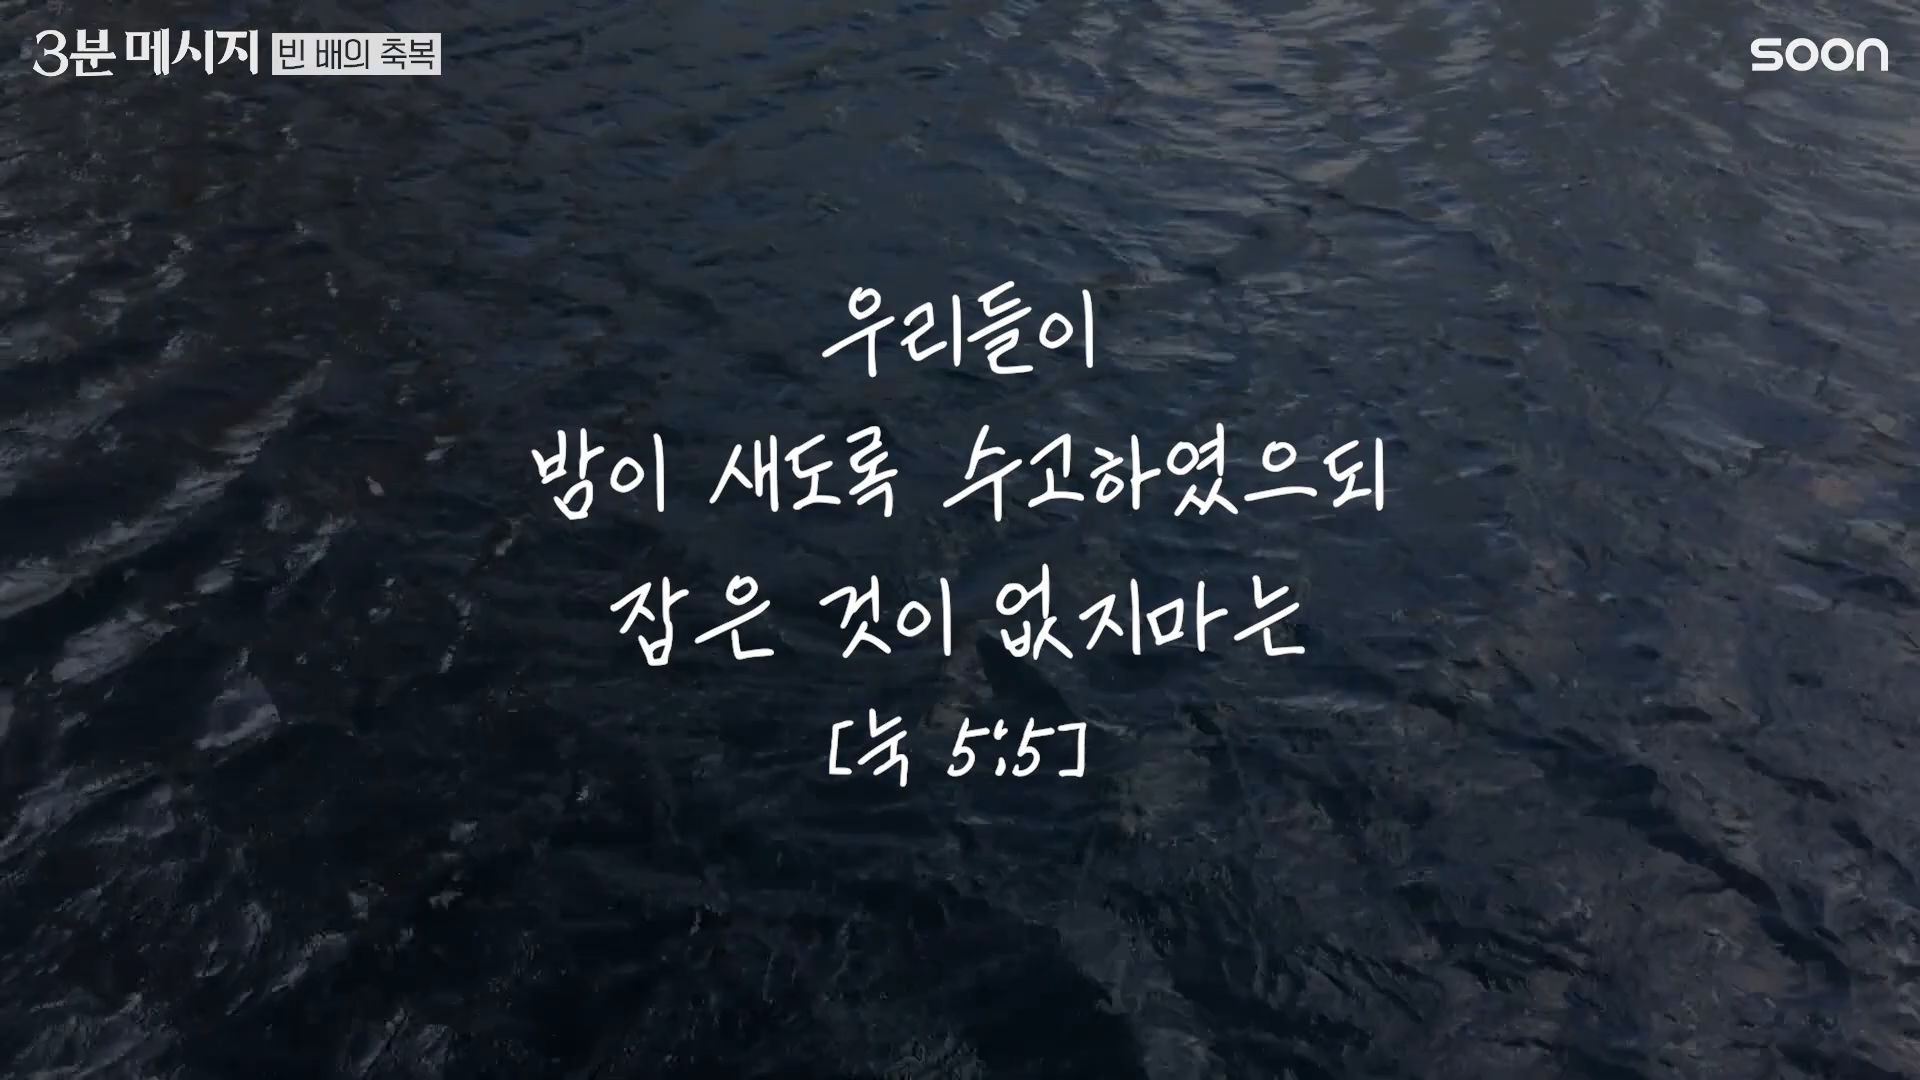 3분 메시지 빈 배의 축복
soon
우리들이
밤이 새도록 수고하였으되
잡은 것이 없지마는
[눅 5:5]